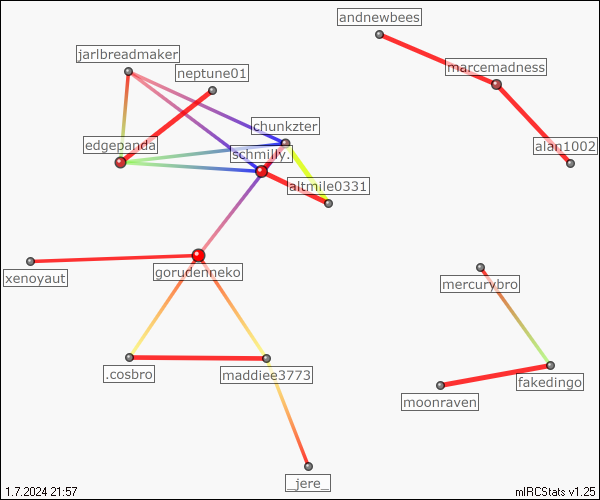 andnewbees
jarlbreadmaker
marcemadness
neptune01
chunkzter
edgepanda
alan1002
schmilly.
altmile0331
gorudenneko
xenoyaut
mercurybro
.cosbro
maddiee3773
fakedingo
moonraven
_jere_
1.7.2024 21:57
mIRCStats v1.25